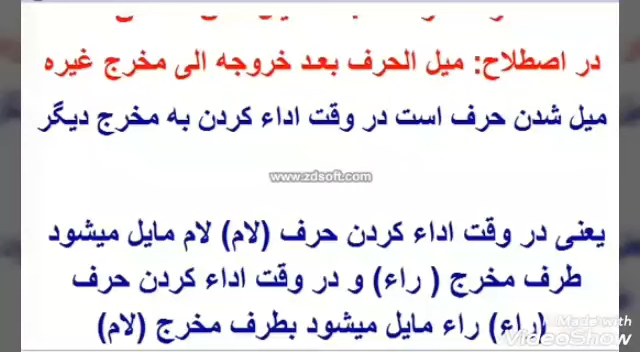 در اصطلاح: میل الحرف بعد خروجه الی مخرج غیره
میل شدن حرف است در وقت اداء کردن به مخرج دیگر
www.zdsoft.com
یعنی در وقت اداء کردن حرف (لام) لام مایل میشود
طرف مخرج ( راء) و در وقت اداء کردن حرف
(راء) راء مایل میشود بطرف مخرج (لام)
Made with
VideoShow